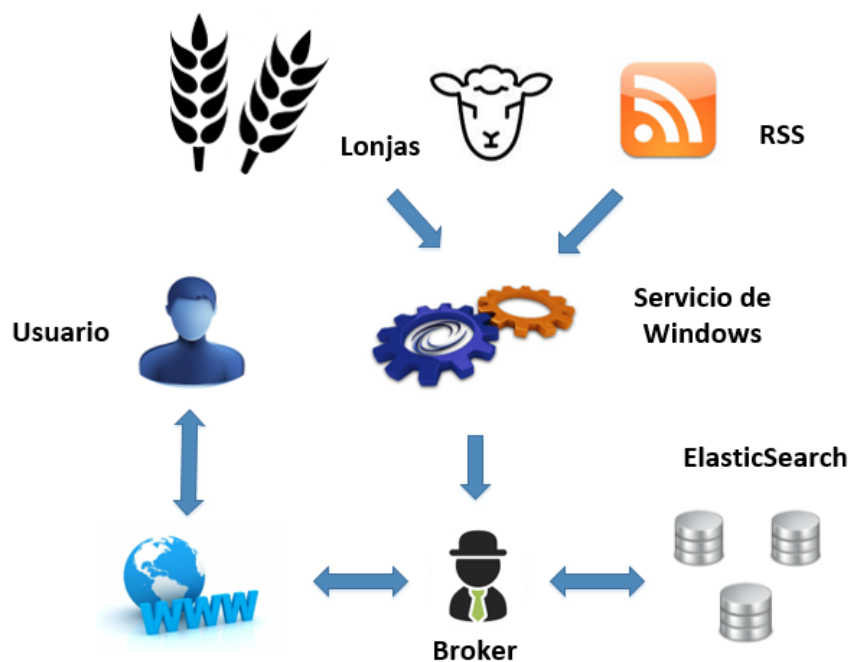 Lonjas
RSS
Usuario
Servicio de
Windows
ElasticSearch
WWW
Broker